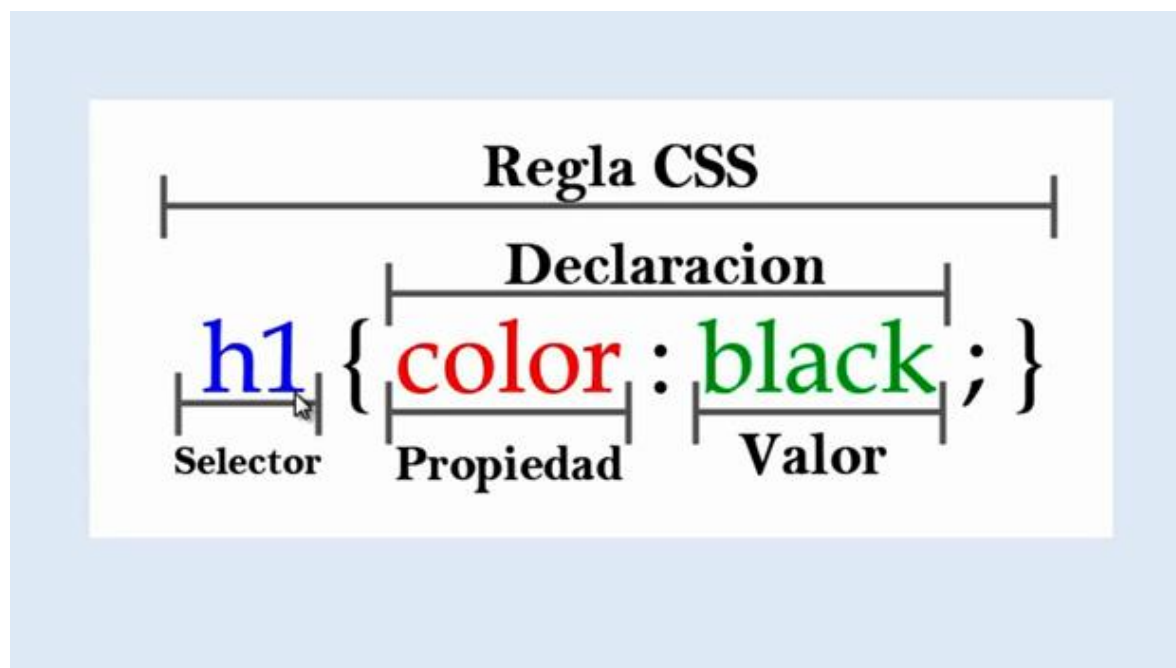 Regla CSS
Declaracion
h1 { color : black ; }
Selector Propiedad Valor